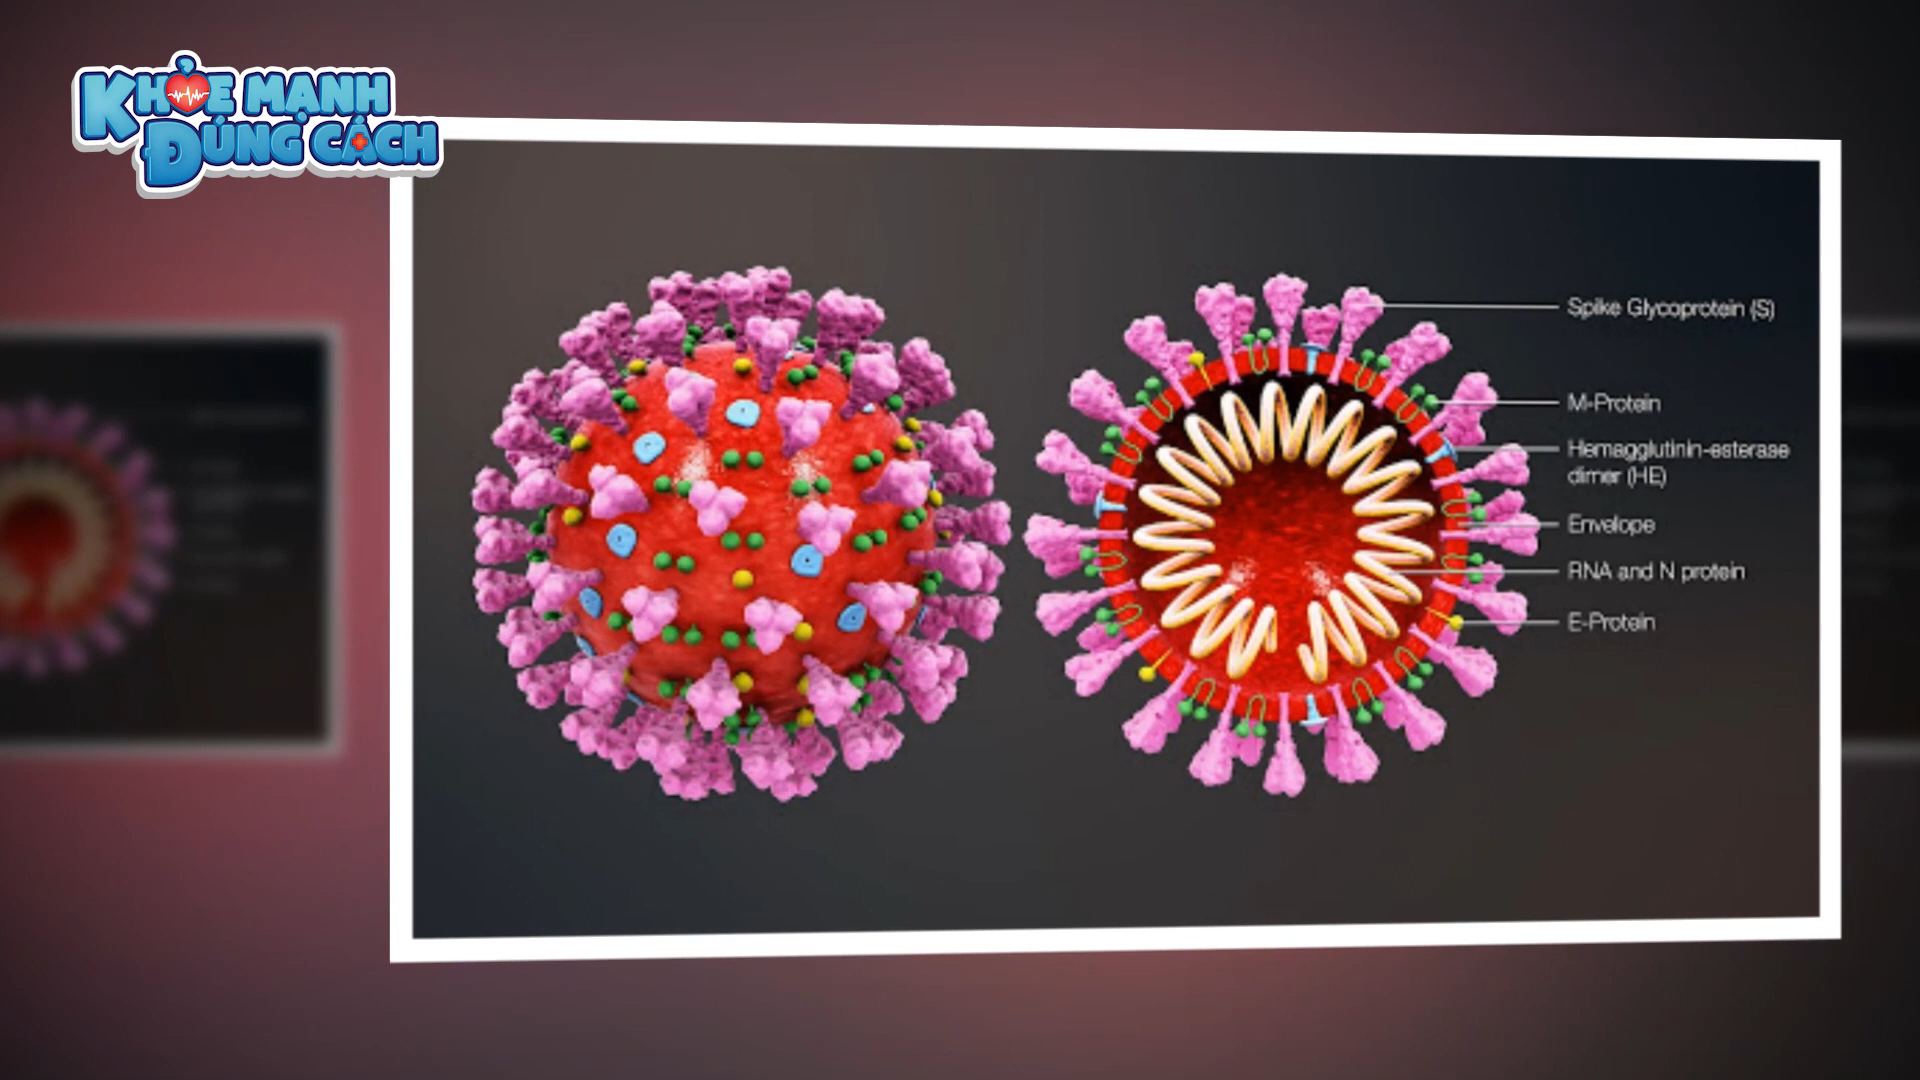 KHỎE MẠNH
ĐÚNG CÁCH
Spike Glycoprotein (S)
M-Protein
Hemagglutinin-esterase
dimer (HE)
Envelope
RNA and N protein
E-Protein